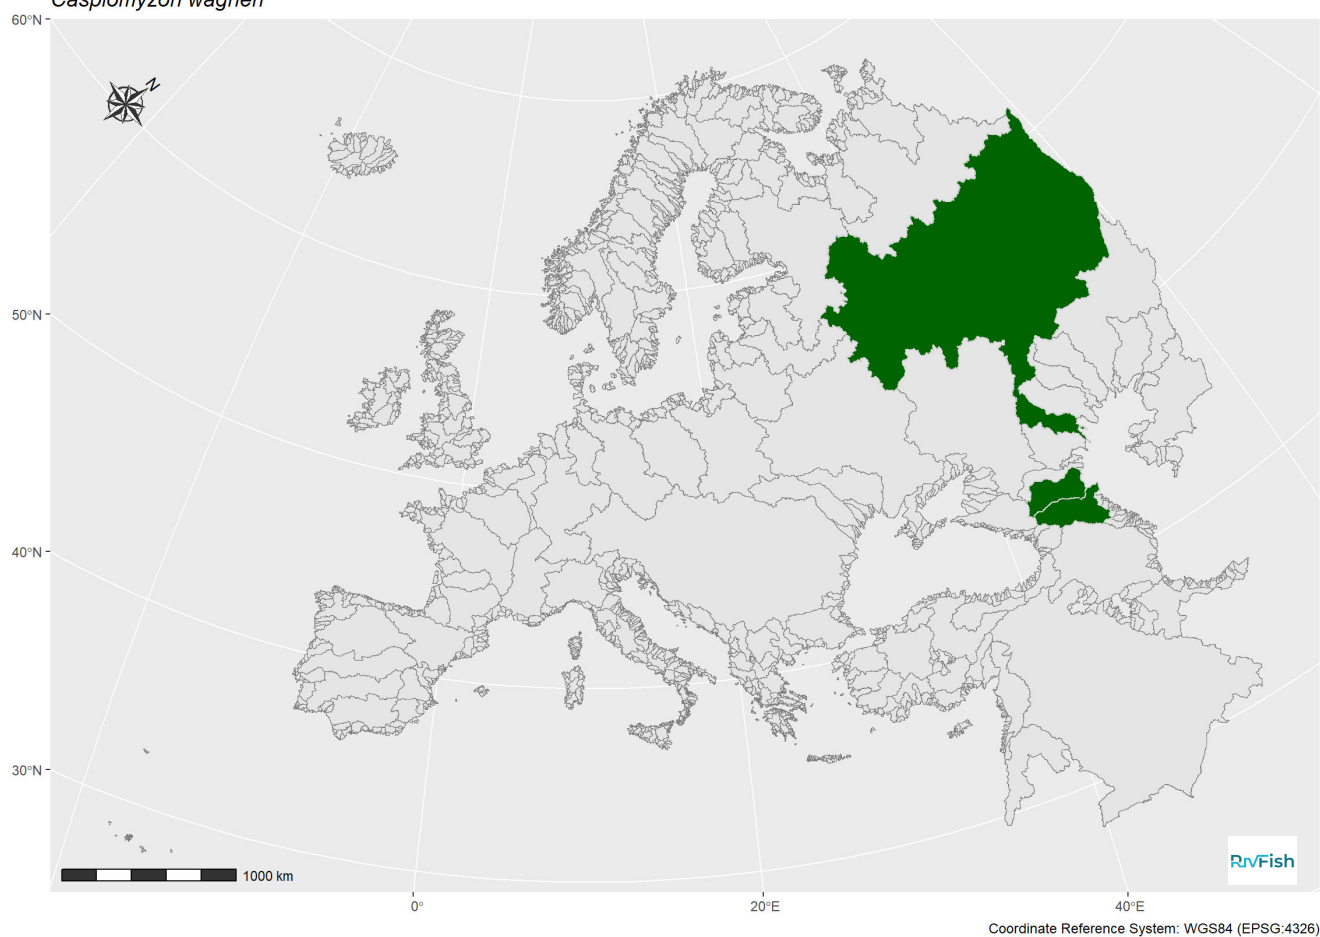 Caspiomyzon wagneri
60°N
N
50°N
40°N
30°N
1000 km
RivFish
0°
20°E
40°E
Coordinate Reference System: WGS84 (EPSG:4326)